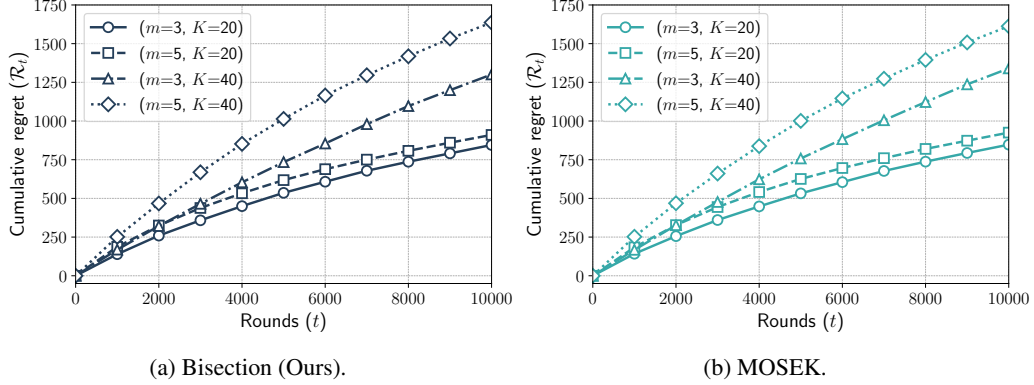 1750
1500
1250
1000
750
500
250
0
Cumulative regret (𝓡ₜ)
(m=3, K=20)
(m=5, K=20)
(m=3, K=40)
(m=5, K=40)
0 2000 4000 6000 8000 10000
Rounds (t)
(a) Bisection (Ours).
1750
1500
1250
1000
750
500
250
0
Cumulative regret (𝓡ₜ)
(m=3, K=20)
(m=5, K=20)
(m=3, K=40)
(m=5, K=40)
0 2000 4000 6000 8000 10000
Rounds (t)
(b) MOSEK.